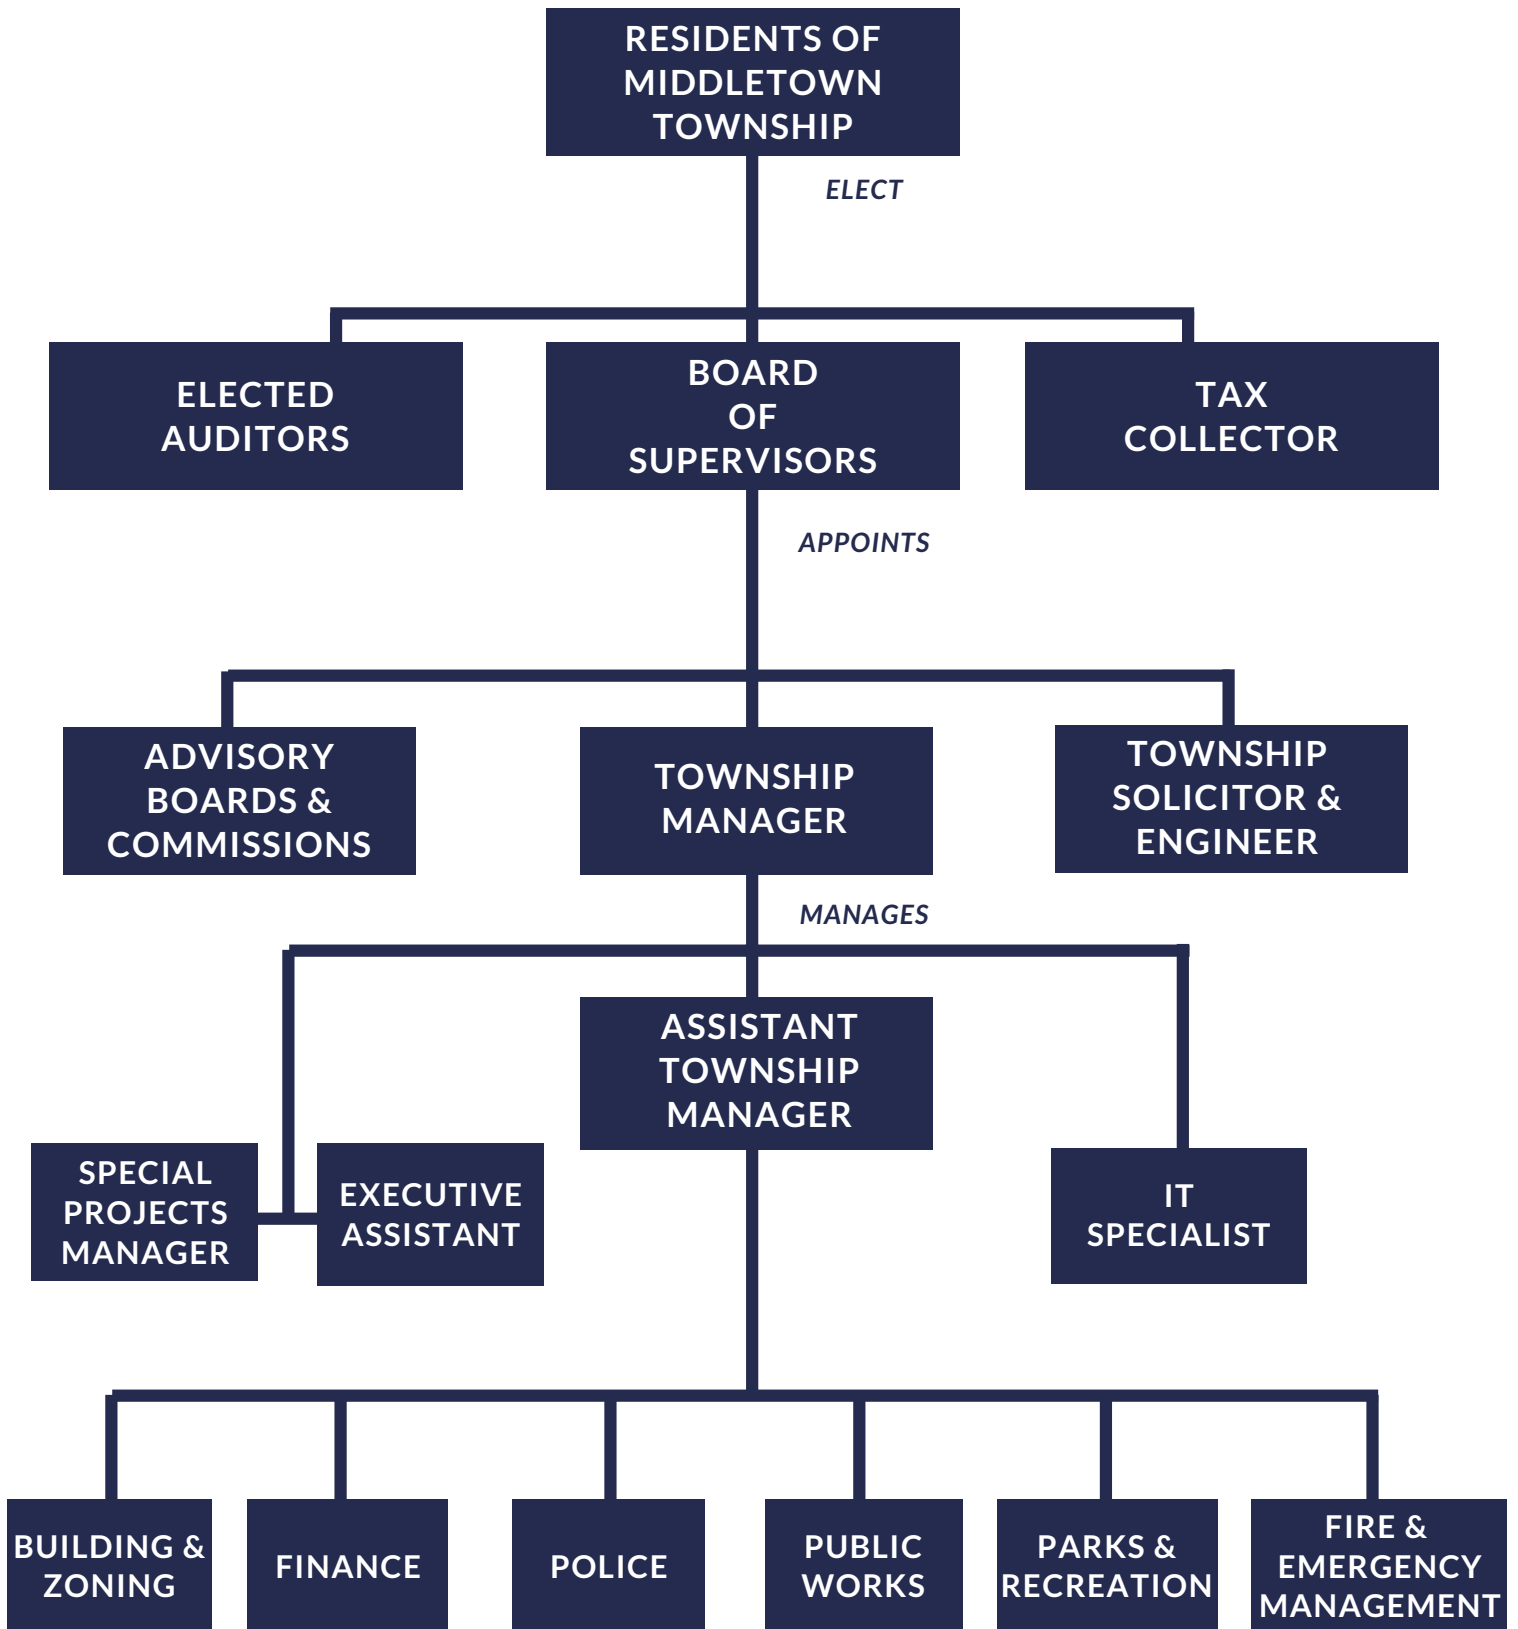 RESIDENTS OF
MIDDLETOWN
TOWNSHIP
ELECT
ELECTED
AUDITORS
BOARD
OF
SUPERVISORS
TAX
COLLECTOR
APPOINTS
ADVISORY
BOARDS &
COMMISSIONS
TOWNSHIP
MANAGER
TOWNSHIP
SOLICITOR &
ENGINEER
MANAGES
ASSISTANT
TOWNSHIP
MANAGER
SPECIAL
PROJECTS
MANAGER
EXECUTIVE
ASSISTANT
IT
SPECIALIST
BUILDING &
ZONING
FINANCE
POLICE
PUBLIC
WORKS
PARKS &
RECREATION
FIRE &
EMERGENCY
MANAGEMENT